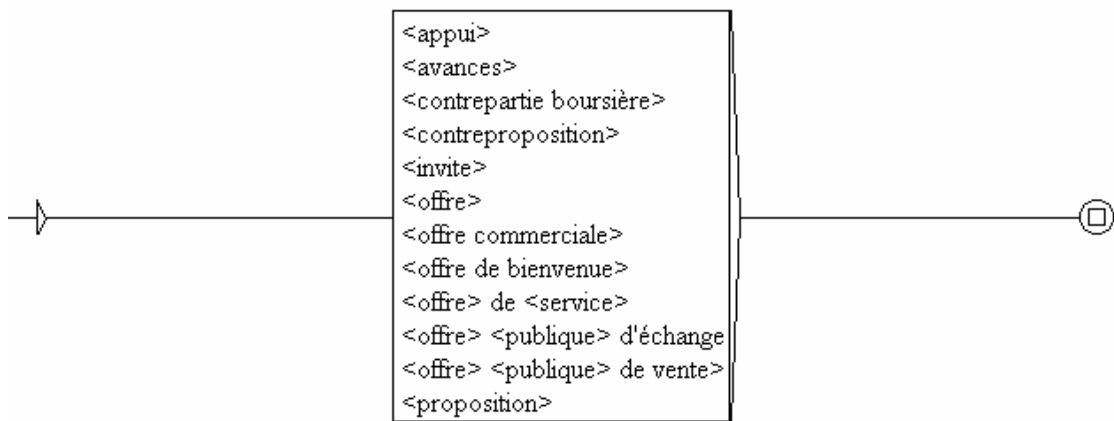 <appui>
<avances>
<contrepartie boursière>
<contreproposition>
<invite>
<offre>
<offre commerciale>
<offre de bienvenue>
<offre> de <service>
<offre> <publique> d'échange
<offre> <publique> de vente>
<proposition>